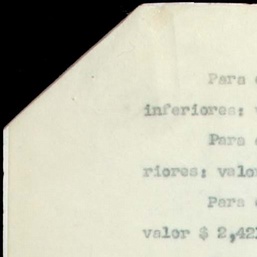 Para
inferiores:
Para
riores: valo
Para
valor $ 2,42